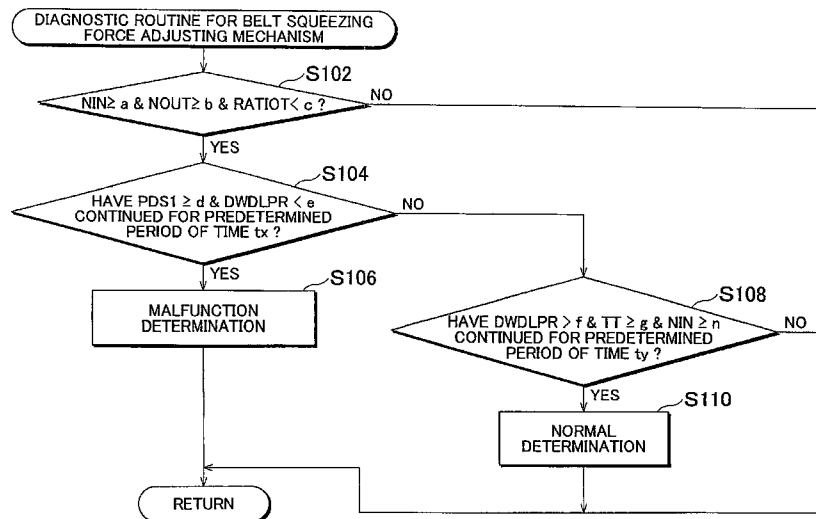 DIAGNOSTIC ROUTINE FOR BELT SQUEEZING
FORCE ADJUSTING MECHANISM
S102
NIN≥ a & NOUT≥ b & RATIOT< c ?
NO
YES
S104
HAVE PDS1 ≥ d & DWDLPR < e
CONTINUED FOR PREDETERMINED
PERIOD OF TIME tx ?
NO
YES
S106
MALFUNCTION
DETERMINATION
S108
HAVE DWDLPR > f & TT ≥ g & NIN ≥ n
CONTINUED FOR PREDETERMINED
PERIOD OF TIME ty ?
NO
YES
S110
NORMAL
DETERMINATION
RETURN